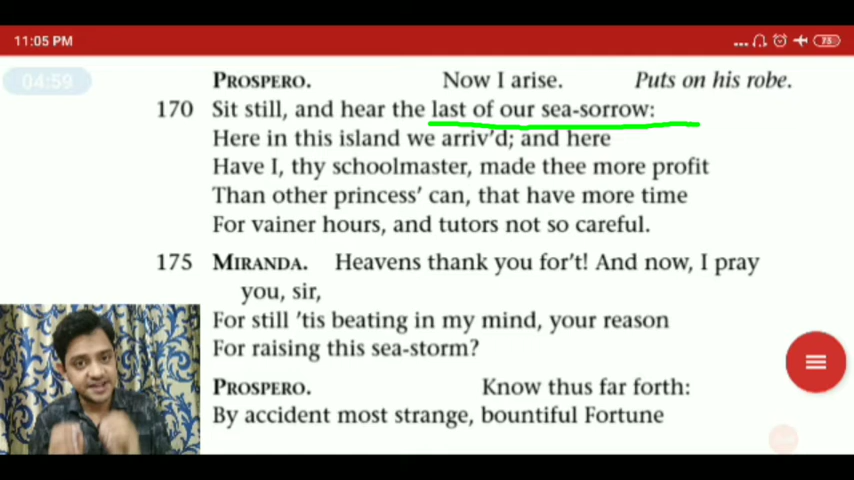 11:05 PM
75
04:59
PROSPERO. Now I arise. Puts on his robe.
170 Sit still, and hear the last of our sea-sorrow:
Here in this island we arriv’d; and here
Have I, thy schoolmaster, made thee more profit
Than other princess’ can, that have more time
For vainer hours, and tutors not so careful.
175 MIRANDA. Heavens thank you for’t! And now, I pray
you, sir,
For still ’tis beating in my mind, your reason
For raising this sea-storm?
PROSPERO. Know thus far forth:
By accident most strange, bountiful Fortune